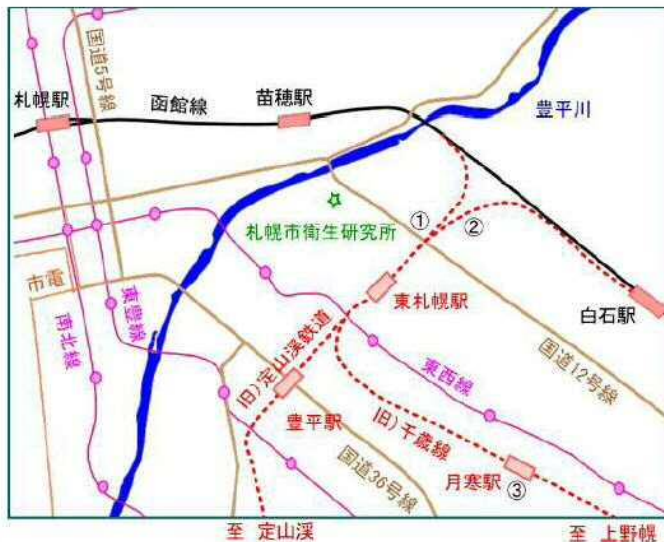 国道5号線
札幌駅
函館線
苗穂駅
豊平川
札幌市衛生研究所
①
②
市電
東札幌駅
白石駅
南北線
東豊線
旧)定山渓鉄道
東西線
国道12号線
豊平駅
旧)千歳線
国道36号線
月寒駅
③
至 定山渓
至 上野幌